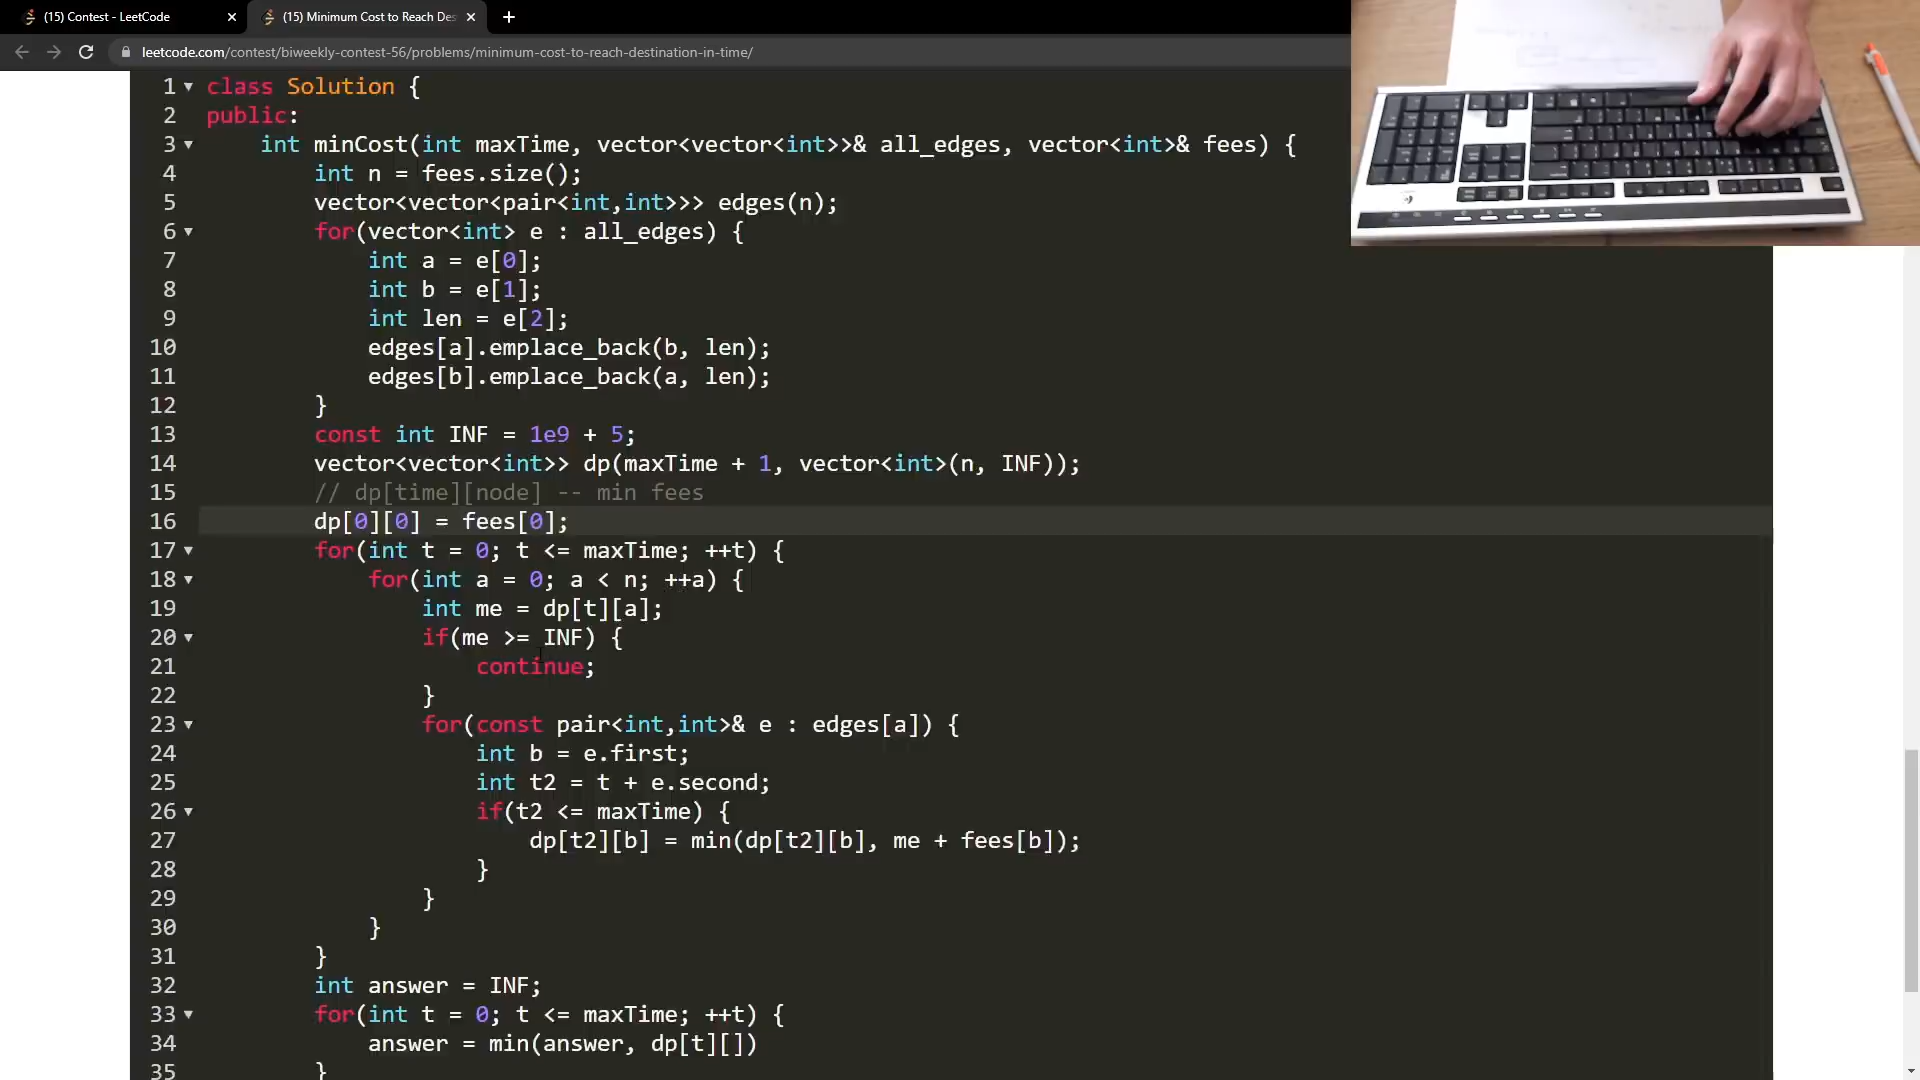 (15) Contest - LeetCode
(15) Minimum Cost to Reach Des
leetcode.com/contest/biweekly-contest-56/problems/minimum-cost-to-reach-destination-in-time/
1 class Solution {
2 public:
3 int minCost(int maxTime, vector<vector<int>>& all_edges, vector<int>& fees) {
4 int n = fees.size();
5 vector<vector<pair<int,int>>> edges(n);
6 for(vector<int> e : all_edges) {
7 int a = e[0];
8 int b = e[1];
9 int len = e[2];
10 edges[a].emplace_back(b, len);
11 edges[b].emplace_back(a, len);
12 }
13 const int INF = 1e9 + 5;
14 vector<vector<int>> dp(maxTime + 1, vector<int>(n, INF));
15 // dp[time][node] -- min fees
16 dp[0][0] = fees[0];
17 for(int t = 0; t <= maxTime; ++t) {
18 for(int a = 0; a < n; ++a) {
19 int me = dp[t][a];
20 if(me >= INF) {
21 continue;
22 }
23 for(const pair<int,int>& e : edges[a]) {
24 int b = e.first;
25 int t2 = t + e.second;
26 if(t2 <= maxTime) {
27 dp[t2][b] = min(dp[t2][b], me + fees[b]);
28 }
29 }
30 }
31 }
32 int answer = INF;
33 for(int t = 0; t <= maxTime; ++t) {
34 answer = min(answer, dp[t][])
35 }